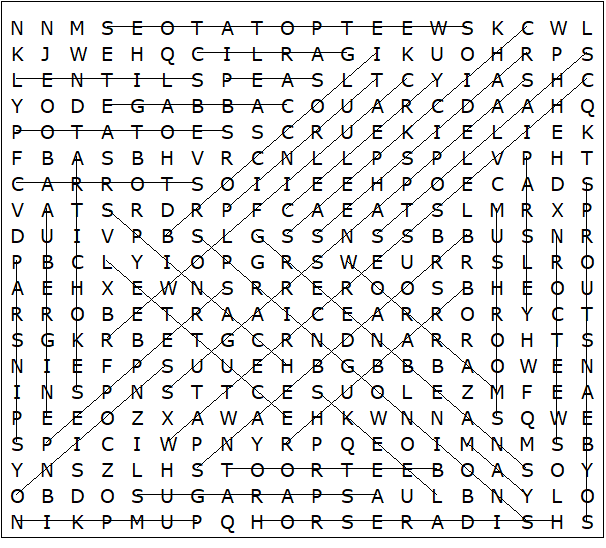 N N M S E O T A T O P T E E W S K C W L
K J W E H Q C I L R A G I K U O H R P S
L E N T I L S P E A S L T C Y I A S H C
Y O D E G A B B A C O U A R C D A A H Q
P O T A T O E S S C R U E K I E L I E K
F B A S B H V R C N L L P S P L V P H T
C A R R O T S O I I E E H P O E C A D S
V A T S R D R P F C A E A T S L M R X P
D U I V P B S L G S S N S S B B U S N R
P B C L Y I O P G R S W E U R R S L R O
A E H X E W N S R R E R O O S B H E O U
R R O B E T R A A I C E A R R O R Y C T
S G K R B E T G C R N D N A R R O H T S
N I E F P S U U E H B G B B B A O W E N
I N S P N S T T C E S U O L E Z M F E A
P E E O Z X A W A E H K W N N A S Q W E
S P I C I W P N Y R P Q E O I M N M S B
Y N S Z L H S T O O R T E E B O A S O Y
O B D O S U G A R A P S A U L B N Y L O
N I K P M U P Q H O R S E R A D I S H S